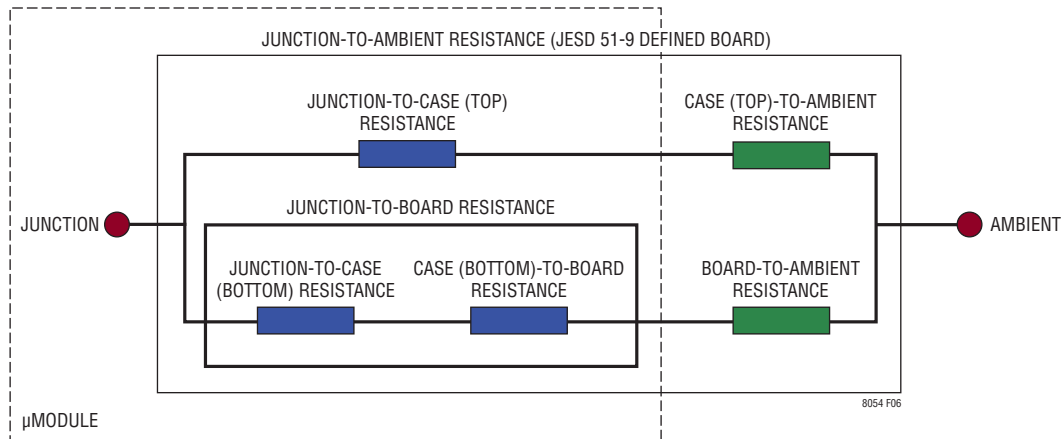 JUNCTION-TO-AMBIENT RESISTANCE (JESD 51-9 DEFINED BOARD)
JUNCTION-TO-CASE (TOP)
RESISTANCE
CASE (TOP)-TO-AMBIENT
RESISTANCE
JUNCTION-TO-BOARD RESISTANCE
JUNCTION
AMBIENT
JUNCTION-TO-CASE
(BOTTOM) RESISTANCE
CASE (BOTTOM)-TO-BOARD
RESISTANCE
BOARD-TO-AMBIENT
RESISTANCE
8054 F06
µMODULE